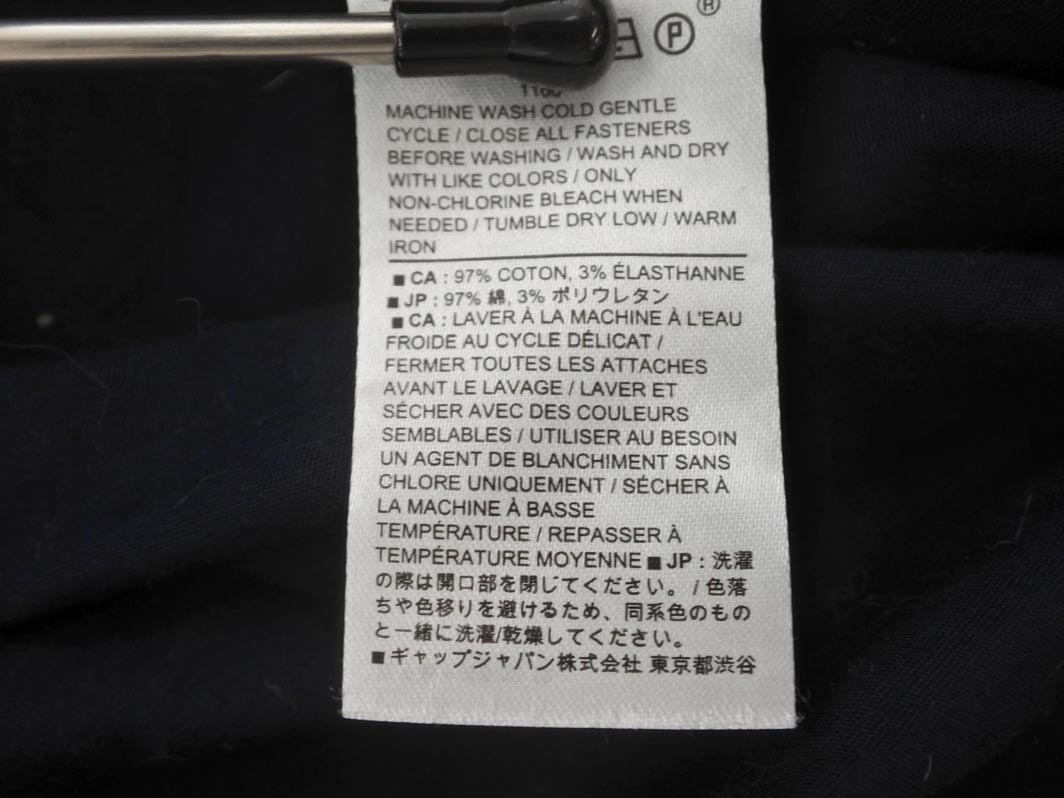 ®
P
MACHINE WASH COLD GENTLE
CYCLE / CLOSE ALL FASTENERS
BEFORE WASHING / WASH AND DRY
WITH LIKE COLORS / ONLY
NON-CHLORINE BLEACH WHEN
NEEDED / TUMBLE DRY LOW / WARM
IRON
■ CA : 97% COTON, 3% ÉLASTHANNE
■ JP : 97% 綿, 3% ポリウレタン
■ CA : LAVER À LA MACHINE À L'EAU
FROIDE AU CYCLE DÉLICAT /
FERMER TOUTES LES ATTACHES
AVANT LE LAVAGE / LAVER ET
SÉCHER AVEC DES COULEURS
SEMBLABLES / UTILISER AU BESOIN
UN AGENT DE BLANCHIMENT SANS
CHLORE UNIQUEMENT / SÉCHER À
LA MACHINE À BASSE
TEMPÉRATURE / REPASSER À
TEMPÉRATURE MOYENNE ■ JP : 洗濯
の際は開口部を閉じてください。 / 色落
ちや色移りを避けるため、同系色のもの
と一緒に洗濯/乾燥してください。
■ ギャップジャパン株式会社 東京都渋谷